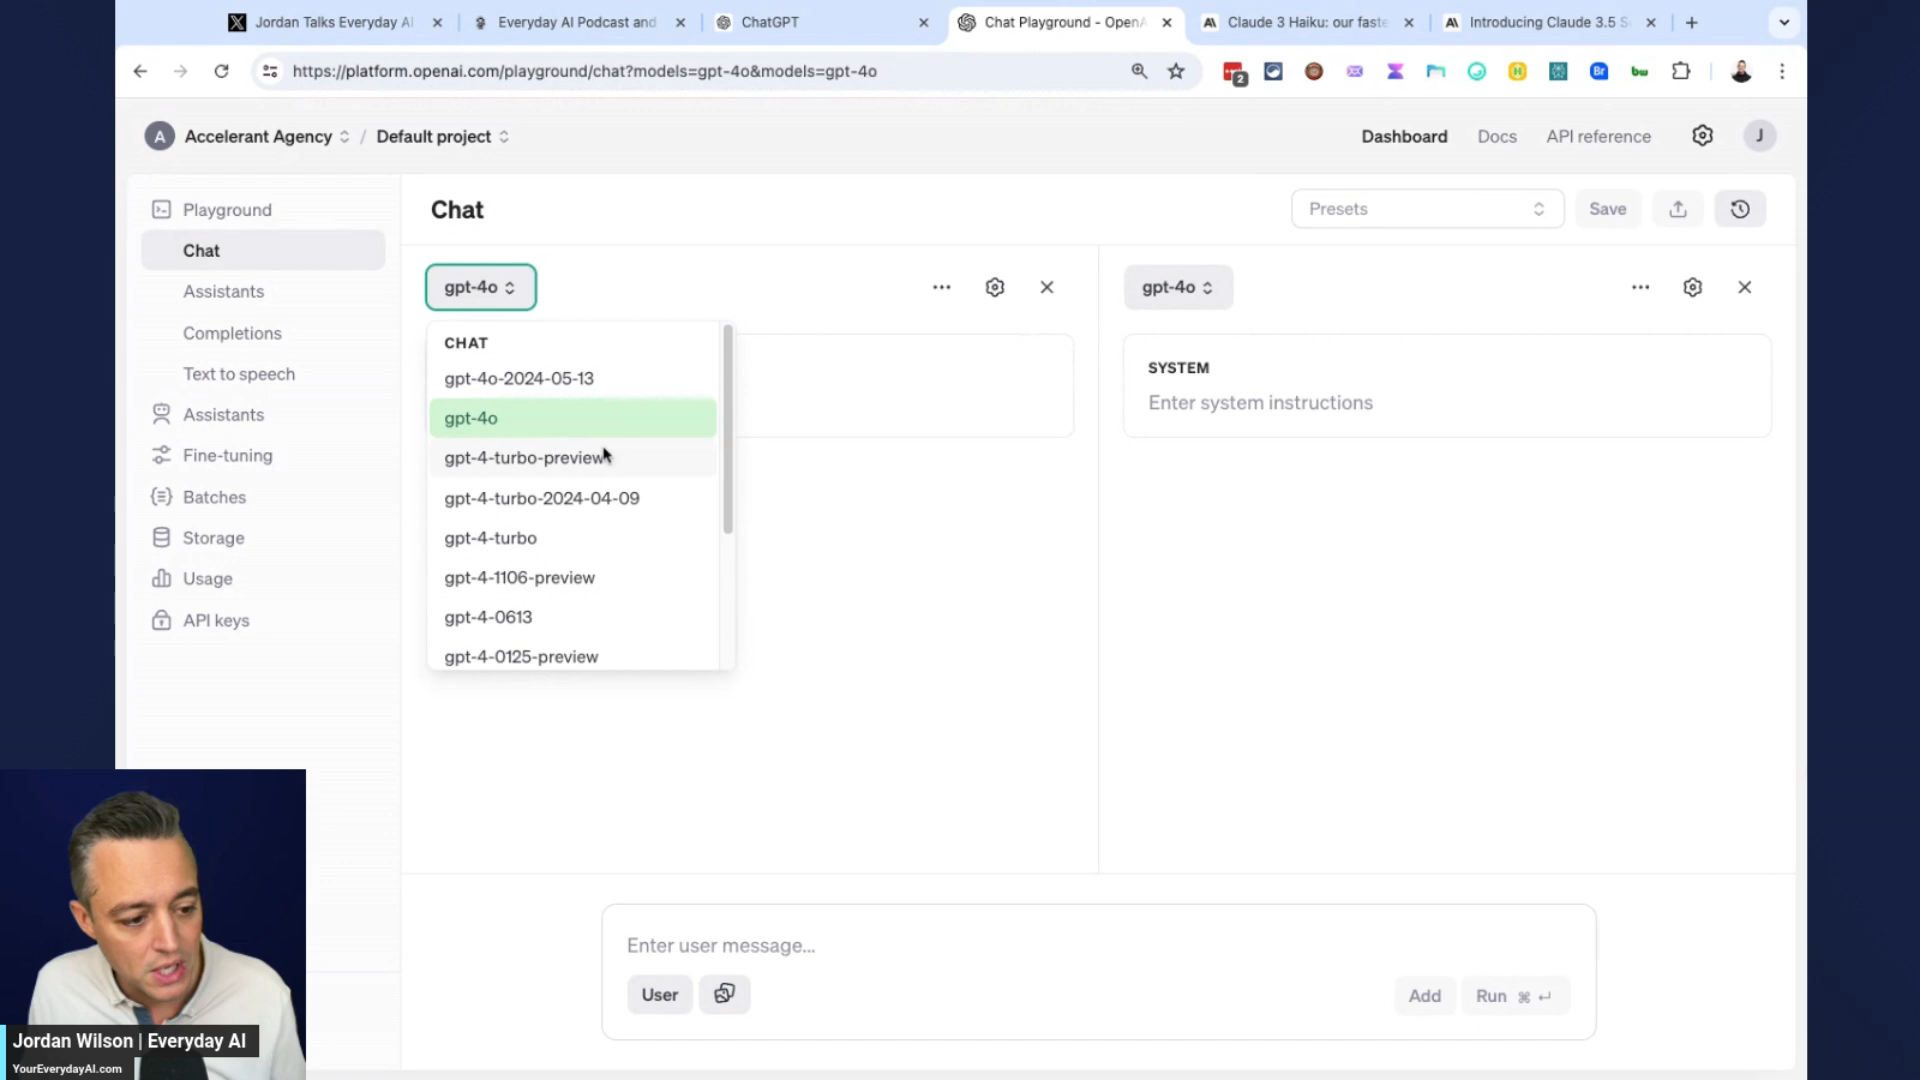 Jordan Talks Everyday AI
Everyday AI Podcast and
ChatGPT
Chat Playground - OpenA
Claude 3 Haiku: our faste
Introducing Claude 3.5 S
https://platform.openai.com/playground/chat?models=gpt-4o&models=gpt-4o
2
Br
bw
A
Accelerant Agency
/
Default project
Dashboard
Docs
API reference
J
Playground
Chat
Assistants
Completions
Text to speech
Assistants
Fine-tuning
Batches
Storage
Usage
API keys
Chat
Presets
Save
gpt-4o
CHAT
gpt-4o-2024-05-13
gpt-4o
gpt-4-turbo-preview
gpt-4-turbo-2024-04-09
gpt-4-turbo
gpt-4-1106-preview
gpt-4-0613
gpt-4-0125-preview
gpt-4o
SYSTEM
Enter system instructions
Enter user message...
User
Add
Run ⌘ ↵
Jordan Wilson | Everyday AI
YourEverydayAI.com